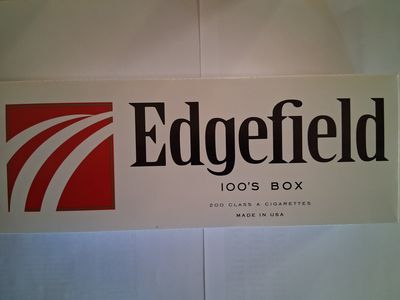 Edgefield
100'S BOX
200 CLASS A CIGARETTES
MADE IN USA